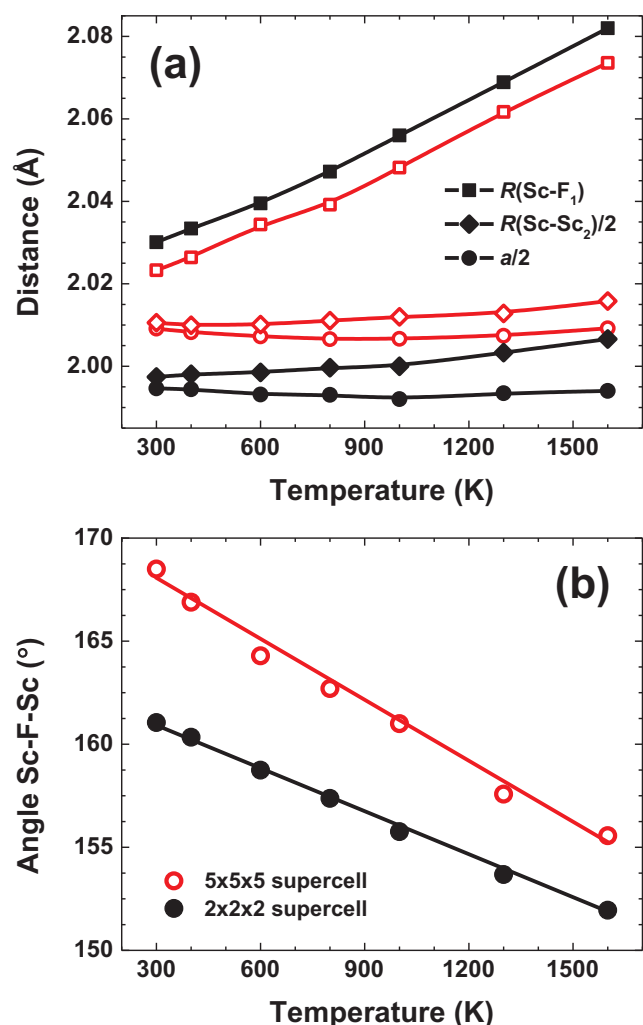 (a)
2.08
2.06
2.04
2.02
2.00
Distance (Å)
R(Sc-F₁)
R(Sc-Sc₂)/2
a/2
300 600 900 1200 1500
Temperature (K)
(b)
170
165
160
155
150
Angle Sc-F-Sc (°)
5x5x5 supercell
2x2x2 supercell
300 600 900 1200 1500
Temperature (K)